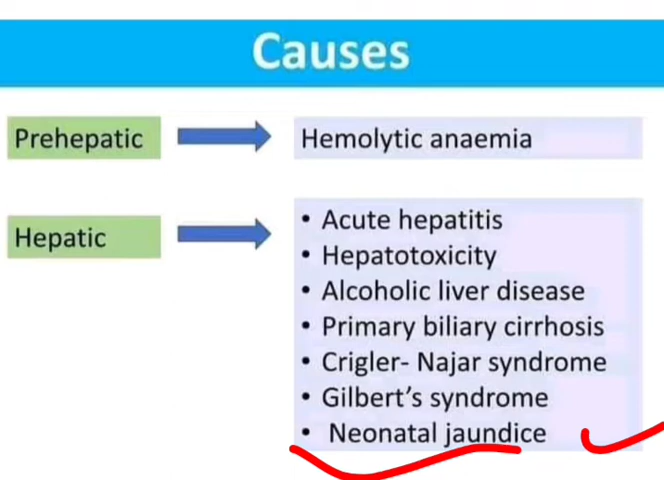 Causes
Prehepatic
Hemolytic anaemia
Hepatic
• Acute hepatitis
• Hepatotoxicity
• Alcoholic liver disease
• Primary biliary cirrhosis
• Crigler- Najar syndrome
• Gilbert’s syndrome
• Neonatal jaundice